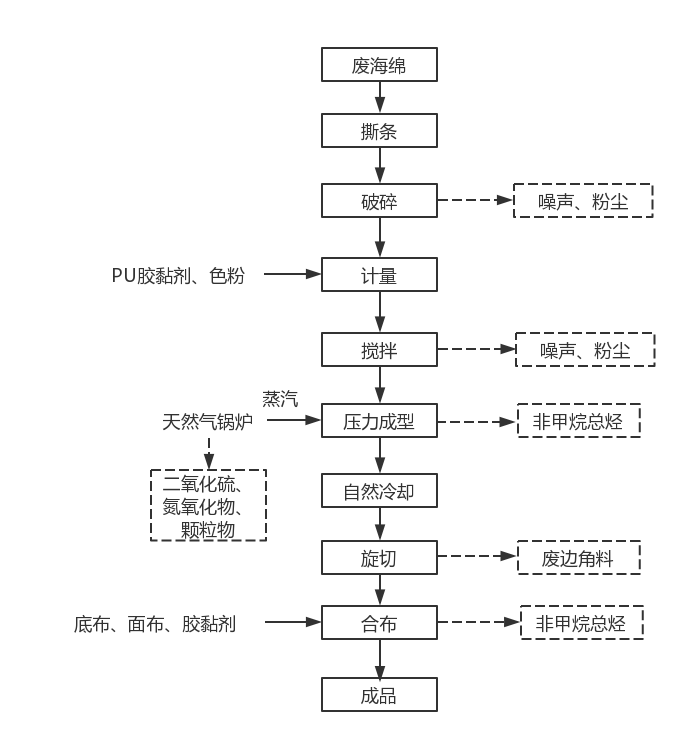 废海绵
撕条
破碎
噪声、粉尘
PU胶黏剂、色粉
计量
搅拌
噪声、粉尘
蒸汽
天然气锅炉
压力成型
非甲烷总烃
二氧化硫、
氮氧化物、
颗粒物
自然冷却
旋切
废边角料
底布、面布、胶黏剂
合布
非甲烷总烃
成品